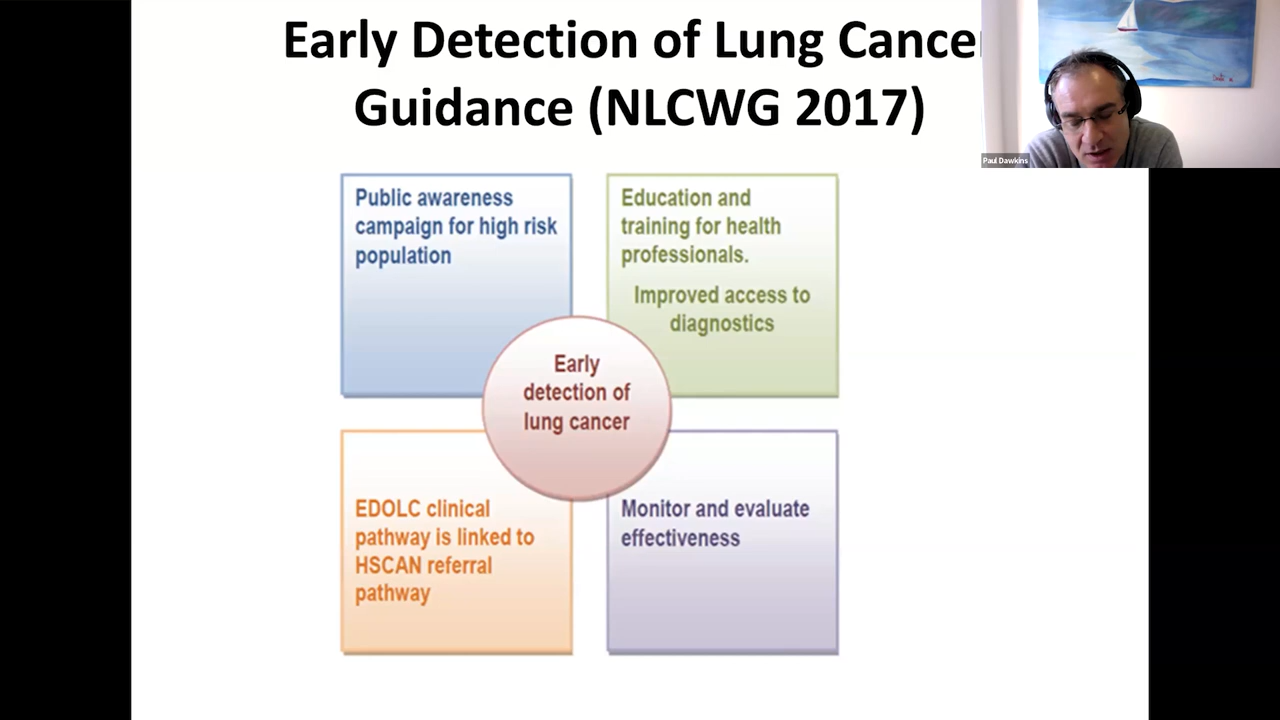 Early Detection of Lung Cance
Guidance (NLCWG 2017)
Paul Dawkins
Public awareness
campaign for high risk
population
Education and
training for health
professionals.
Improved access to
diagnostics
Early
detection of
lung cancer
EDOLC clinical
pathway is linked to
HSCAN referral
pathway
Monitor and evaluate
effectiveness